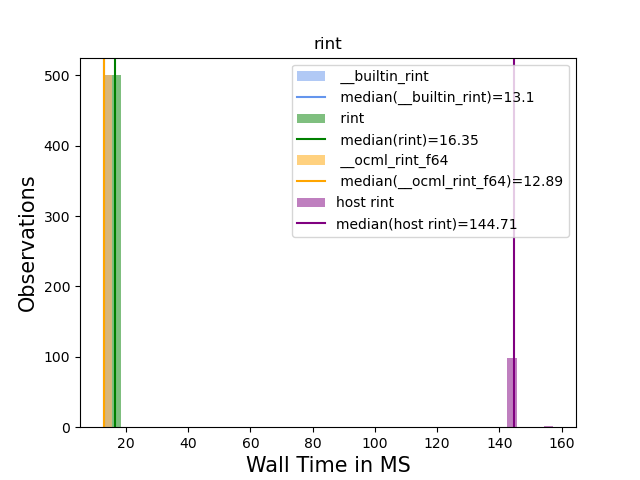 rint
__builtin_rint
median(__builtin_rint)=13.1
rint
median(rint)=16.35
__ocml_rint_f64
median(__ocml_rint_f64)=12.89
host rint
median(host rint)=144.71
Observations
500
400
300
200
100
0
20 40 60 80 100 120 140 160
Wall Time in MS